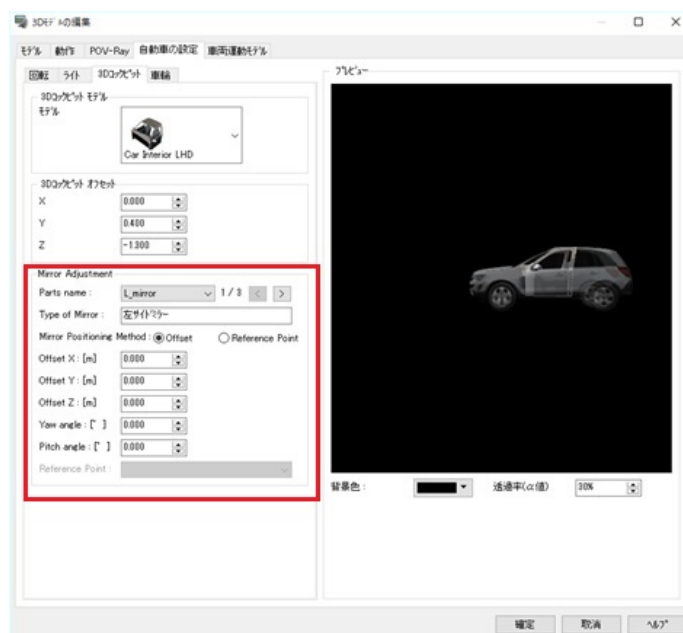 3Dﾓﾃﾞﾙの編集
ﾓﾃﾞﾙ 動作 POV-Ray 自動車の設定 車両運動ﾓﾃﾞﾙ
回転 ﾗｲﾄ 3Dｺｯｸﾋﾟｯﾄ 車輪
3Dｺｯｸﾋﾟｯﾄ ﾓﾃﾞﾙ
ﾓﾃﾞﾙ
Car Interior LHD
3Dｺｯｸﾋﾟｯﾄ ｵﾌｾｯﾄ
X 0.000
Y 0.400
Z -1.300
Mirror Adjustment
Parts name : L_mirror 1 / 3 < >
Type of Mirror : 左ｻｲﾄﾞﾐﾗｰ
Mirror Positioning Method : Offset Reference Point
Offset X : [m] 0.000
Offset Y : [m] 0.000
Offset Z : [m] 0.000
Yaw angle : [° ] 0.000
Pitch angle : [° ] 0.000
Reference Point :
ﾌﾟﾚﾋﾞｭｰ
背景色 : 透過率(α値) 30%
確定 取消 ﾍﾙﾌﾟ